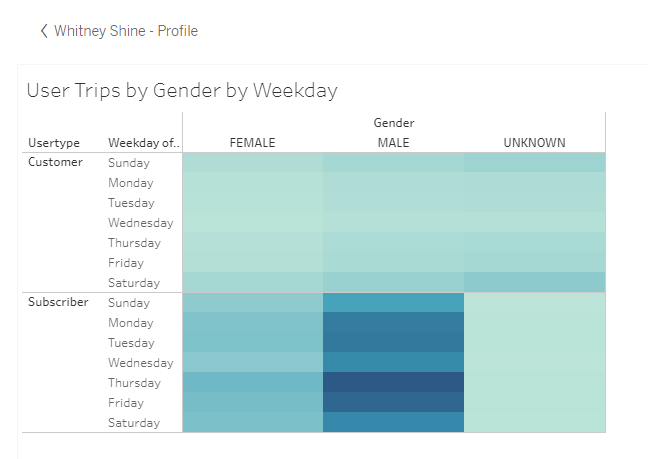 Whitney Shine - Profile
User Trips by Gender by Weekday
Gender
Usertype Weekday of.. FEMALE MALE UNKNOWN
Customer Sunday
Monday
Tuesday
Wednesday
Thursday
Friday
Saturday
Subscriber Sunday
Monday
Tuesday
Wednesday
Thursday
Friday
Saturday